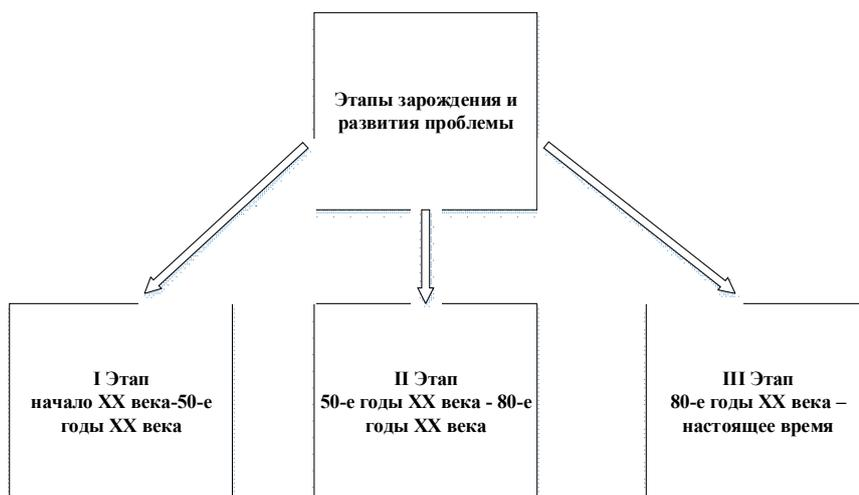 Этапы зарождения и
развития проблемы
I Этап
начало XX века-50-е
годы XX века
II Этап
50-е годы XX века - 80-е
годы XX века
III Этап
80-е годы XX века –
настоящее время